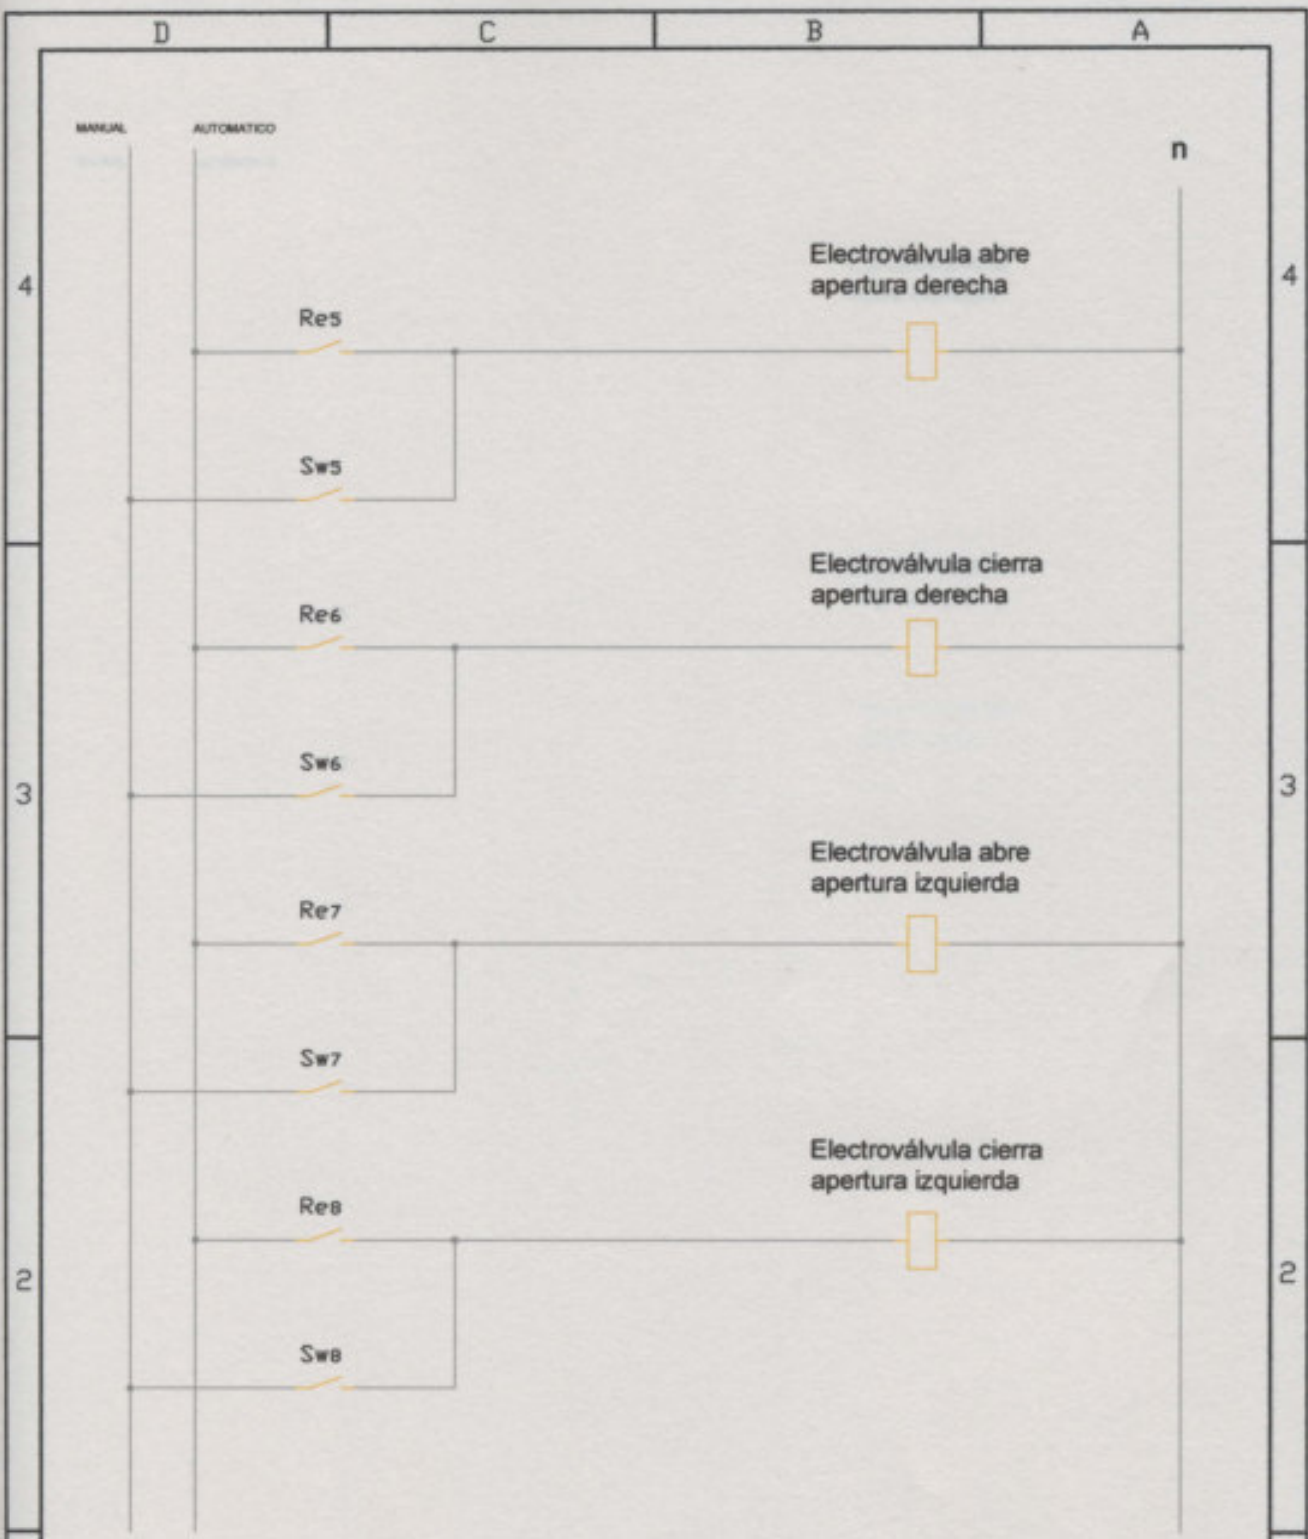 D C B A
MANUAL AUTOMATICO
n
Electroválvula abre
apertura derecha
4 4
Re5
Sw5
Electroválvula cierra
apertura derecha
Re6
Sw6
3 3
Electroválvula abre
apertura izquierda
Re7
Sw7
Electroválvula cierra
apertura izquierda
Re8
2 2
Sw8